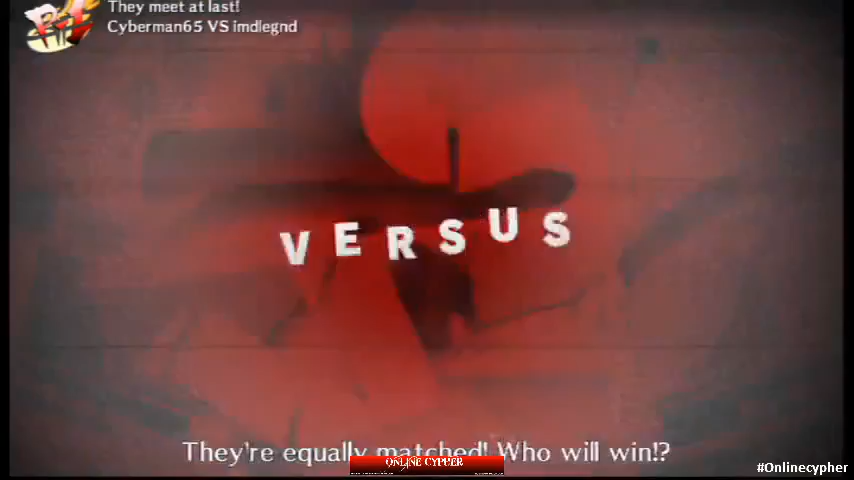 They meet at last!
Cyberman65 VS imdlegnd
VERSUS
They're equally matched! Who will win!?
ONLINE CYPHER
#Onlinecypher